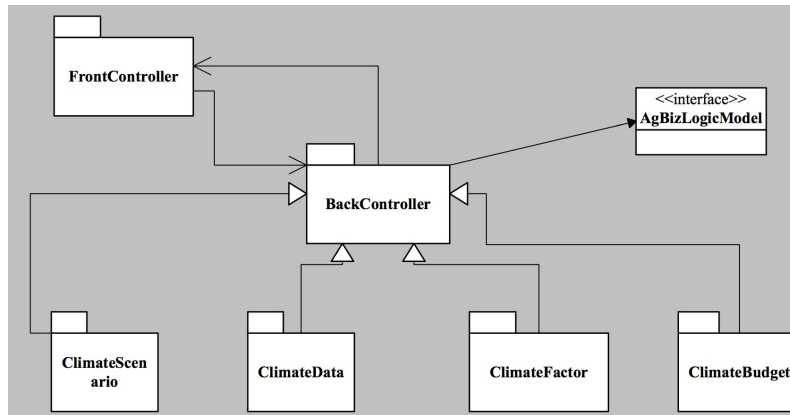 FrontController
<<interface>>
AgBizLogicModel
BackController
ClimateScen
ario
ClimateData
ClimateFactor
ClimateBudget